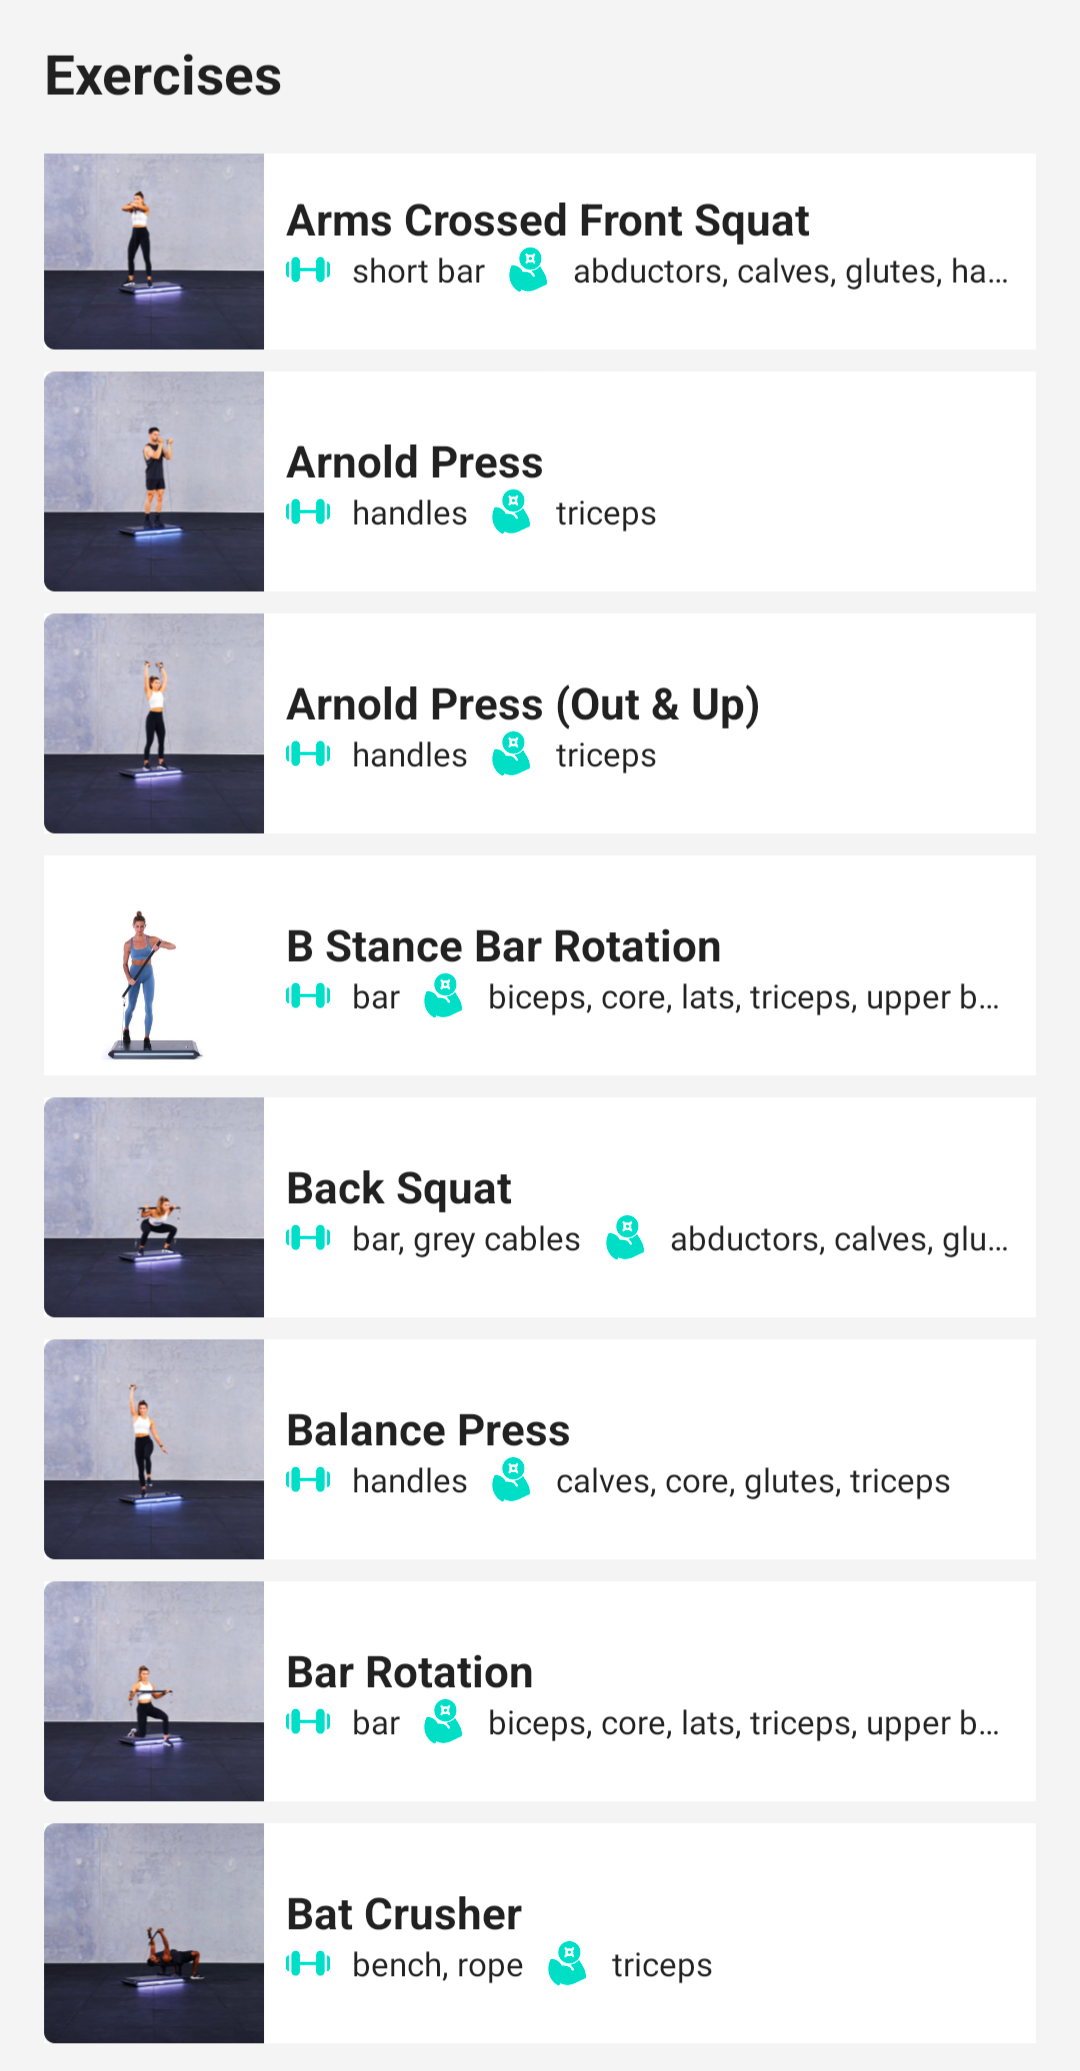 Exercises
Arms Crossed Front Squat
short bar abductors, calves, glutes, ha...
Arnold Press
handles triceps
Arnold Press (Out & Up)
handles triceps
B Stance Bar Rotation
bar biceps, core, lats, triceps, upper b...
Back Squat
bar, grey cables abductors, calves, glu...
Balance Press
handles calves, core, glutes, triceps
Bar Rotation
bar biceps, core, lats, triceps, upper b...
Bat Crusher
bench, rope triceps